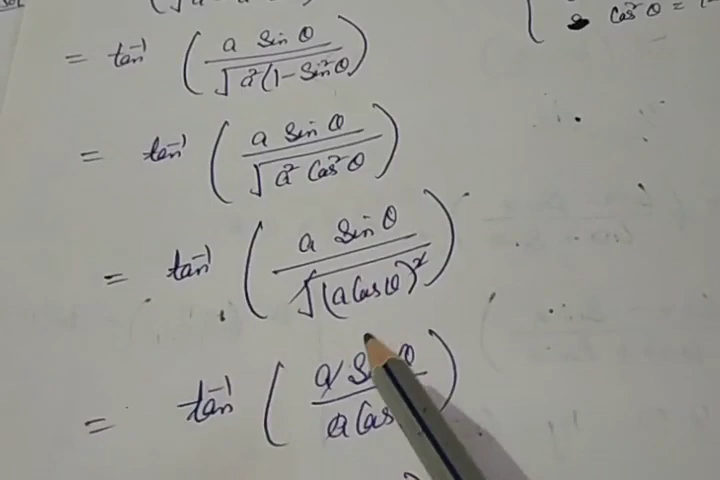 cos²θ = 1-
= tan⁻¹ ( a sin θ / √a²(1 - sin²θ )
= tan⁻¹ ( a sin θ / √a² cos²θ )
= tan⁻¹ ( a sin θ / √(a cos θ)² )
= tan⁻¹ ( a sin θ / a cos )